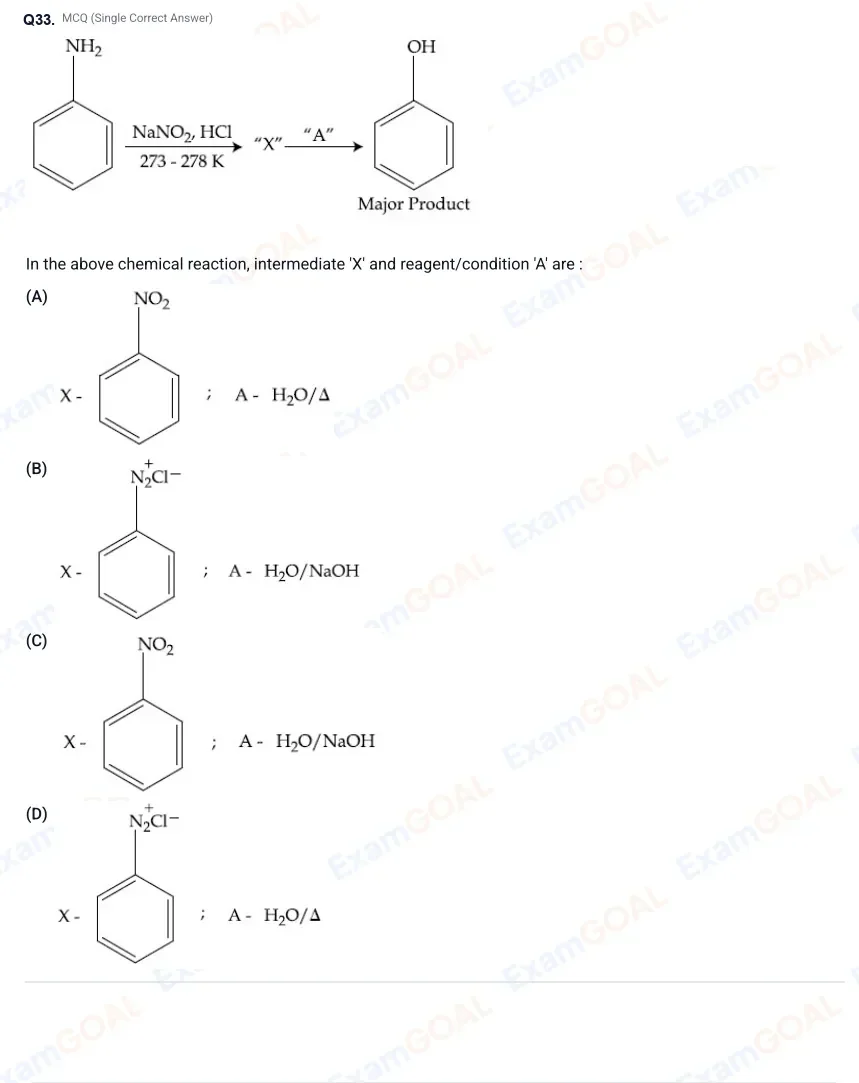 Q33. MCQ (Single Correct Answer)
NH₂
OH
NaNO₂, HCl
273 - 278 K
“X”
“A”
Major Product
In the above chemical reaction, intermediate 'X' and reagent/condition 'A' are :
(A)
NO₂
X - ; A - H₂O/Δ
(B)
N₂⁺Cl−
X - ; A - H₂O/NaOH
(C)
NO₂
X - ; A - H₂O/NaOH
(D)
N₂⁺Cl−
X - ; A - H₂O/Δ
ExamGOAL